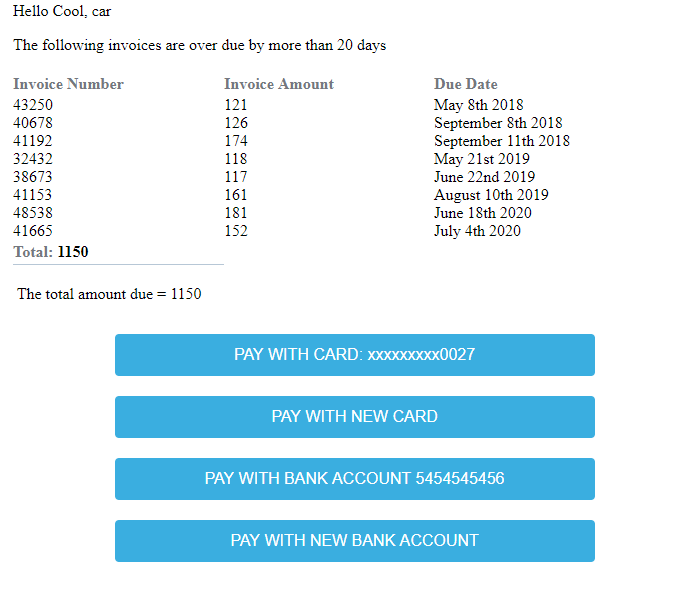 Hello Cool, car
The following invoices are over due by more than 20 days
Invoice Number Invoice Amount Due Date
43250 121 May 8th 2018
40678 126 September 8th 2018
41192 174 September 11th 2018
32432 118 May 21st 2019
38673 117 June 22nd 2019
41153 161 August 10th 2019
48538 181 June 18th 2020
41665 152 July 4th 2020
Total: 1150
The total amount due = 1150
PAY WITH CARD: xxxxxxxxx0027
PAY WITH NEW CARD
PAY WITH BANK ACCOUNT 5454545456
PAY WITH NEW BANK ACCOUNT